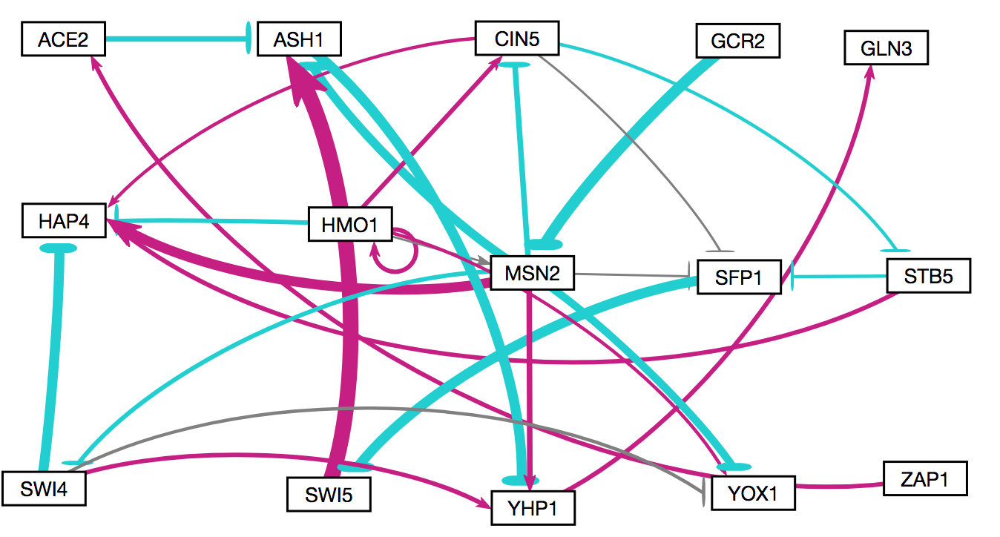 ACE2
ASH1
CIN5
GCR2
GLN3
HAP4
HMO1
MSN2
SFP1
STB5
SWI4
SWI5
YHP1
YOX1
ZAP1